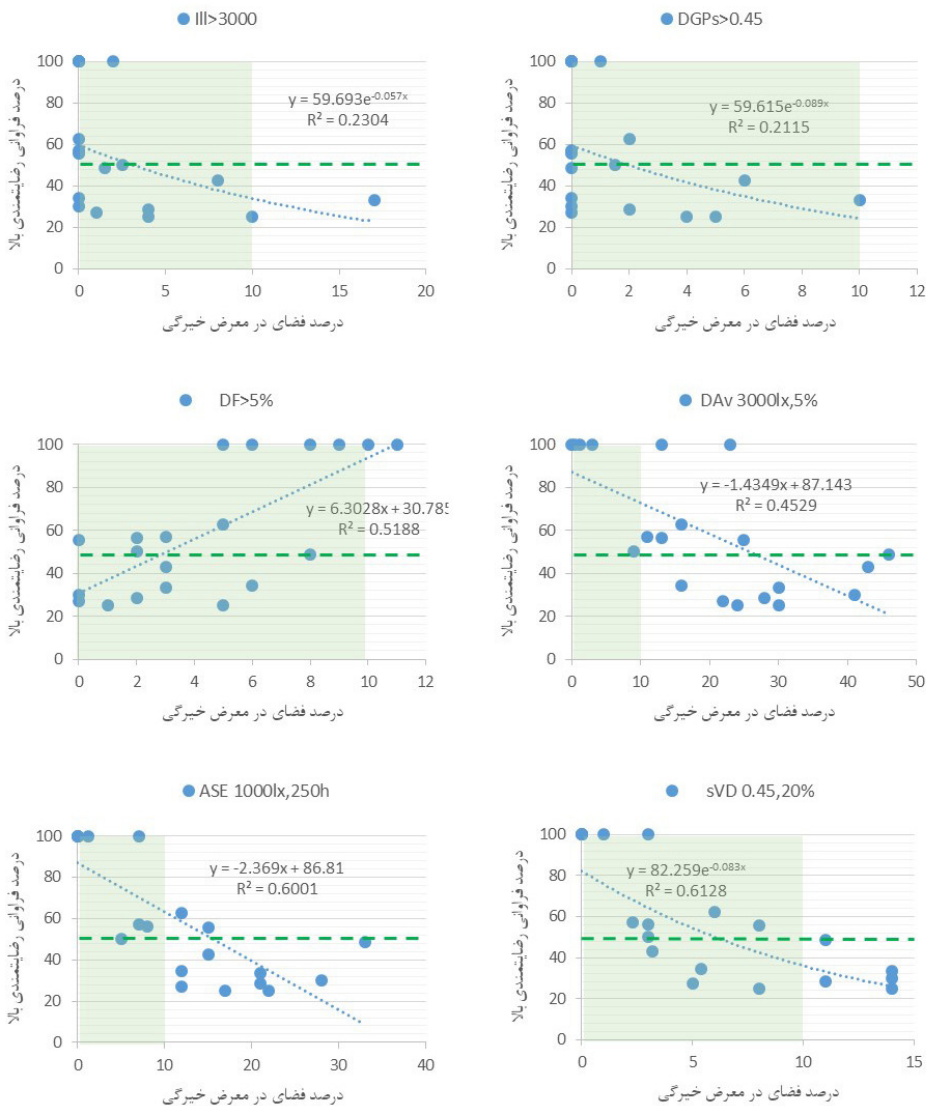 Ill>3000
درصد فراوانی رضایتمندی بالا
100
80
60
40
20
0
y = 59.693e^-0.057x
R² = 0.2304
0 5 10 15 20
درصد فضای در معرض خیرگی
DGPs>0.45
درصد فراوانی رضایتمندی بالا
100
80
60
40
20
0
y = 59.615e^-0.089x
R² = 0.2115
0 2 4 6 8 10 12
درصد فضای در معرض خیرگی
DF>5%
درصد فراوانی رضایتمندی بالا
100
80
60
40
20
0
y = 6.3028x + 30.785
R² = 0.5188
0 2 4 6 8 10 12
درصد فضای در معرض خیرگی
DAv 3000lx,5%
درصد فراوانی رضایتمندی بالا
100
80
60
40
20
0
y = -1.4349x + 87.143
R² = 0.4529
0 10 20 30 40 50
درصد فضای در معرض خیرگی
ASE 1000lx,250h
درصد فراوانی رضایتمندی بالا
100
80
60
40
20
0
y = -2.369x + 86.81
R² = 0.6001
0 10 20 30 40
درصد فضای در معرض خیرگی
sVD 0.45,20%
درصد فراوانی رضایتمندی بالا
100
80
60
40
20
0
y = 82.259e^-0.083x
R² = 0.6128
0 5 10 15
درصد فضای در معرض خیرگی